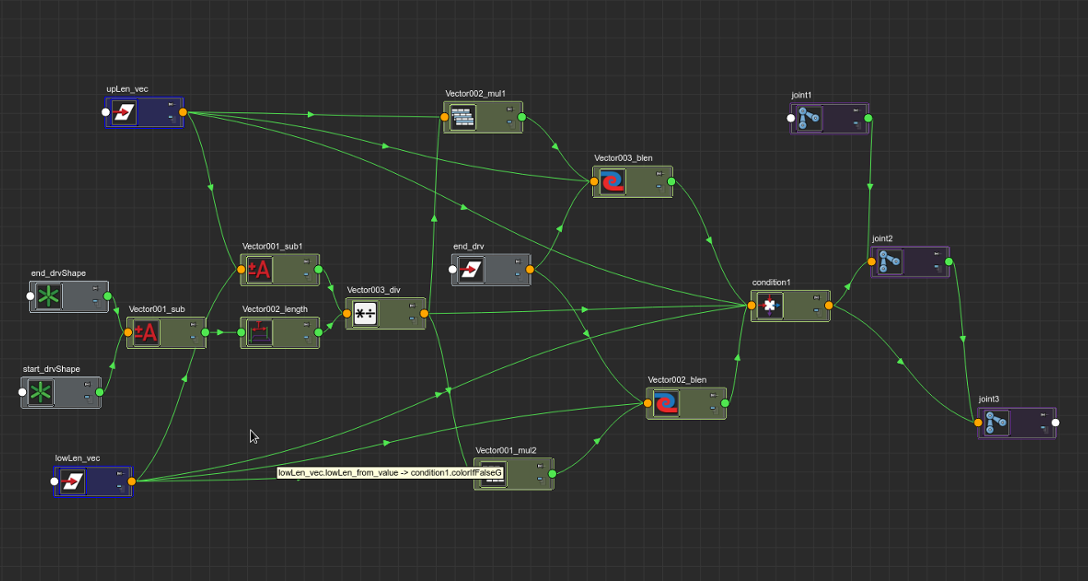 upLen_vec
Vector002_mul1
joint1
Vector003_blen
joint2
Vector001_sub1
end_drv
end_drvShape
condition1
Vector003_div
Vector001_sub
Vector002_length
start_drvShape
Vector002_blen
joint3
Vector001_mul2
lowLen_vec
lowLen_vec.lowLen_from_value -> condition1.colorIfFalseG